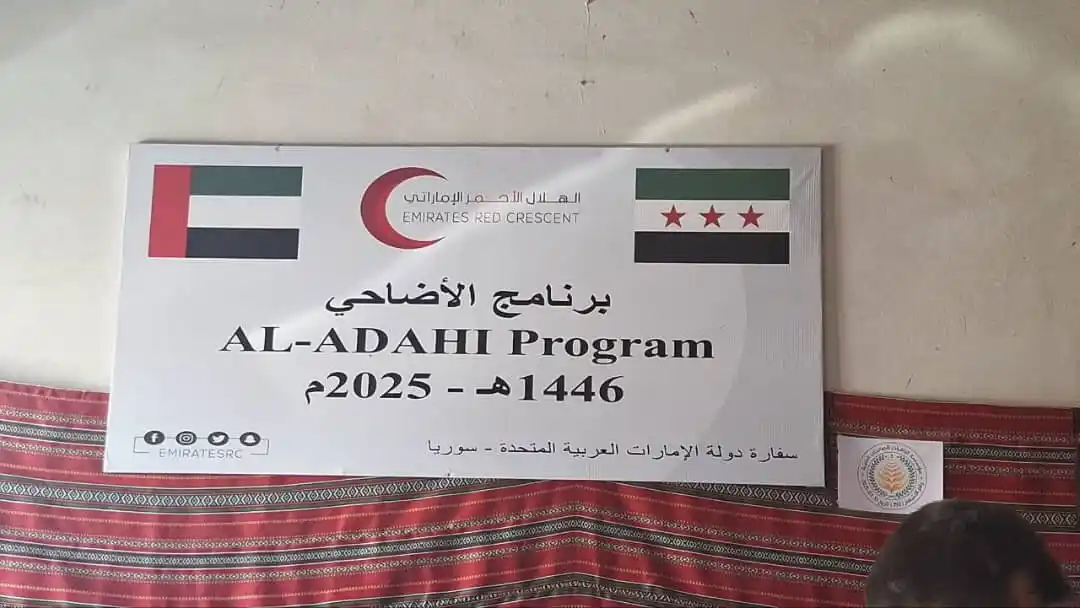 الهلال الأحمر الإماراتي
EMIRATES RED CRESCENT
برنامج الأضاحي
AL-ADAHI Program
1446هـ - 2025م
EMIRATESRC
سفارة دولة الإمارات العربية المتحدة - سوريا